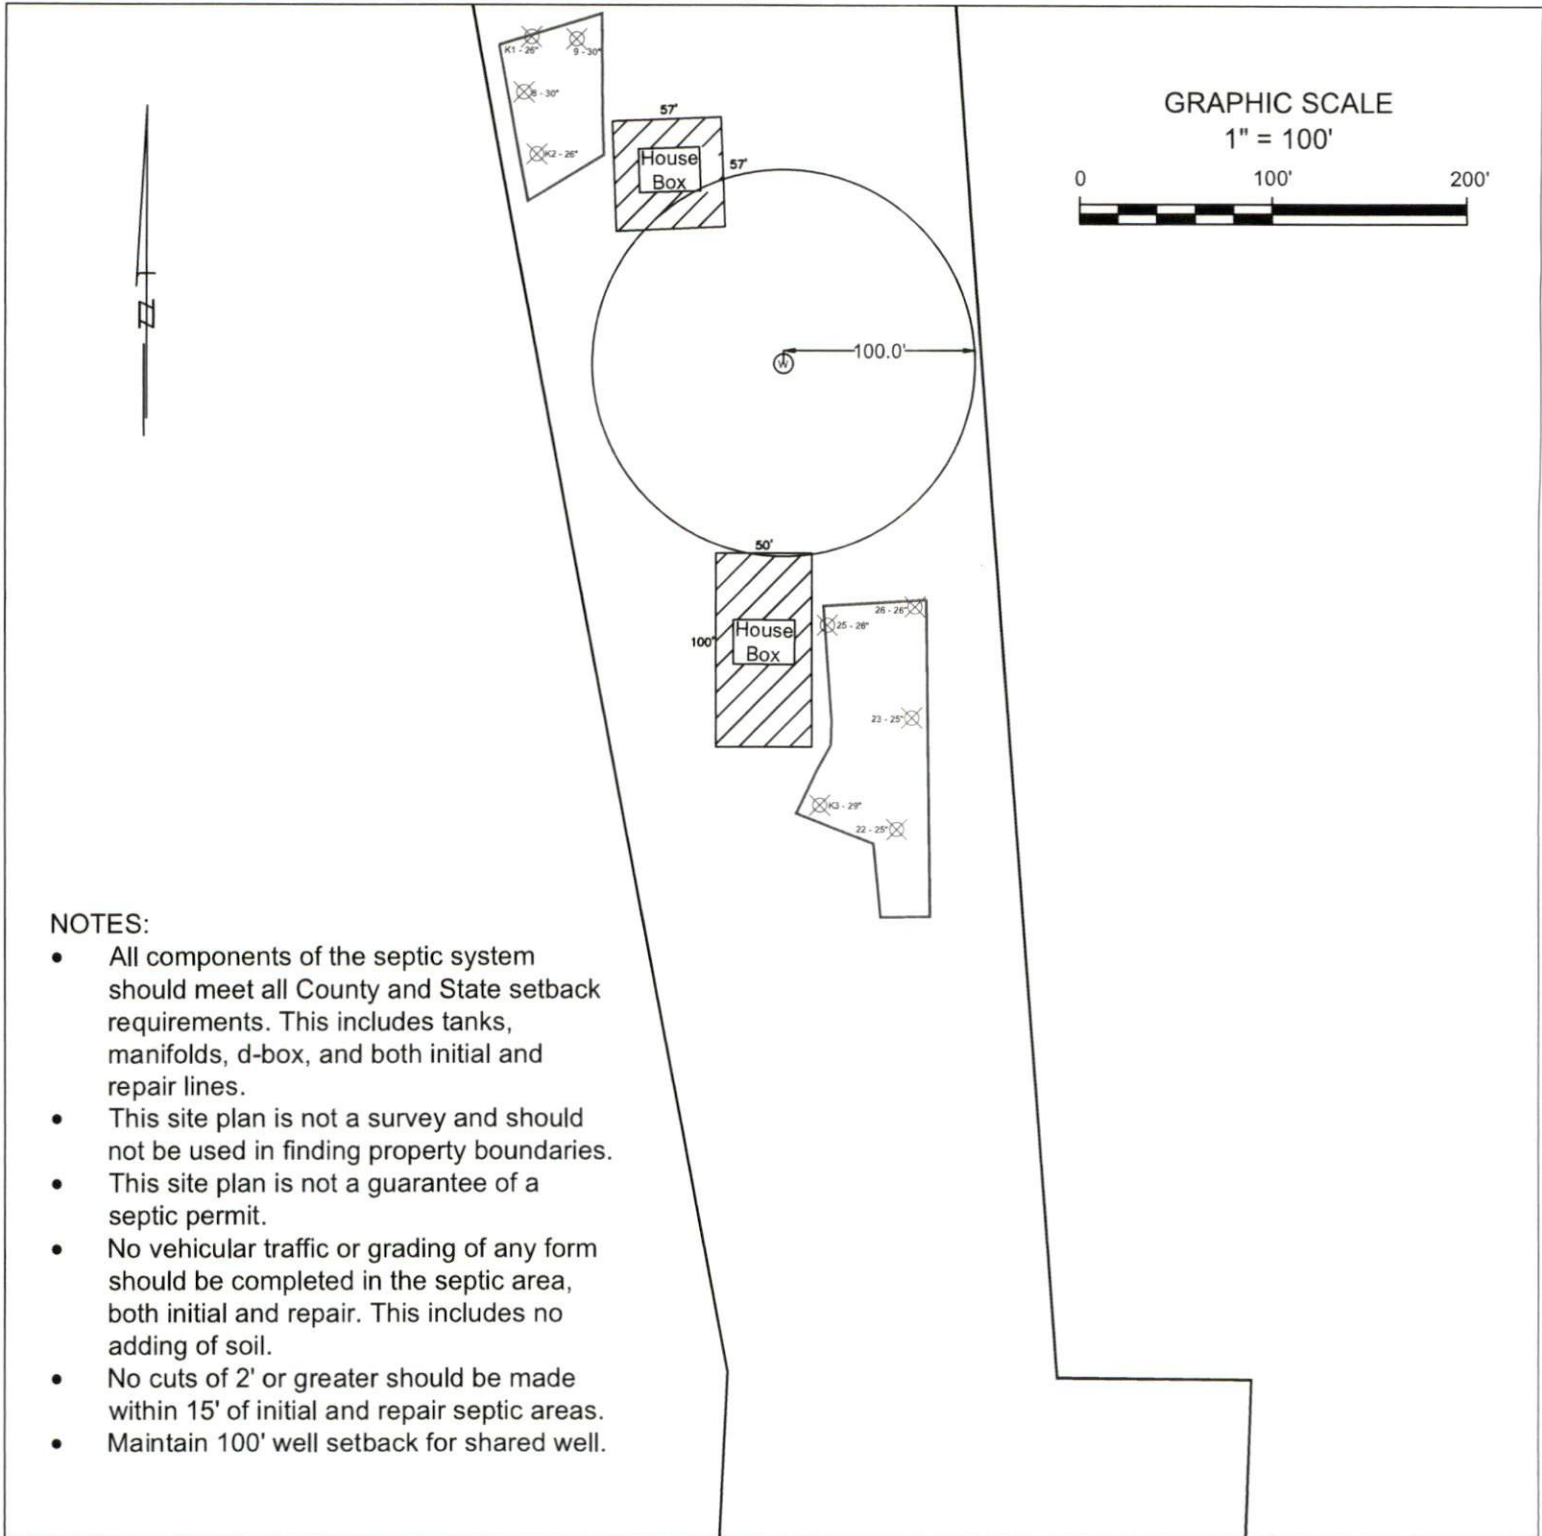 K1 - 26"
9 - 30"
8 - 30"
K2 - 26"
57'
57'
House
Box
GRAPHIC SCALE
1" = 100'
0 100' 200'
N
100.0'
W
50'
100'
House
Box
26 - 26"
25 - 26"
23 - 25"
K3 - 29"
22 - 25"
NOTES:
• All components of the septic system
should meet all County and State setback
requirements. This includes tanks,
manifolds, d-box, and both initial and
repair lines.
• This site plan is not a survey and should
not be used in finding property boundaries.
• This site plan is not a guarantee of a
septic permit.
• No vehicular traffic or grading of any form
should be completed in the septic area,
both initial and repair. This includes no
adding of soil.
• No cuts of 2' or greater should be made
within 15' of initial and repair septic areas.
• Maintain 100' well setback for shared well.